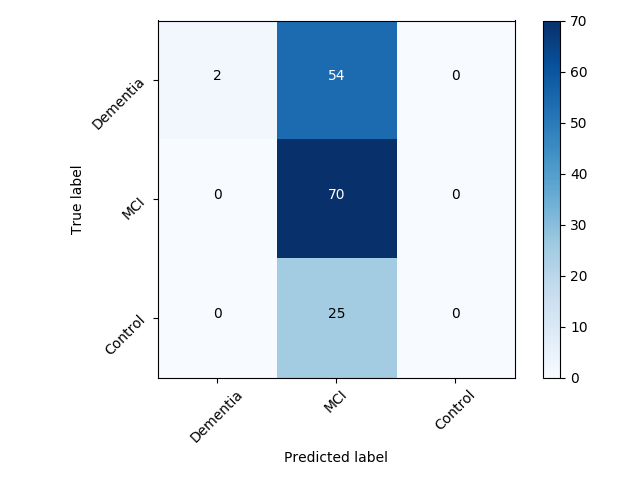 True label
Dementia
MCI
Control
2 54 0
0 70 0
0 25 0
Dementia MCI Control
Predicted label
70
60
50
40
30
20
10
0